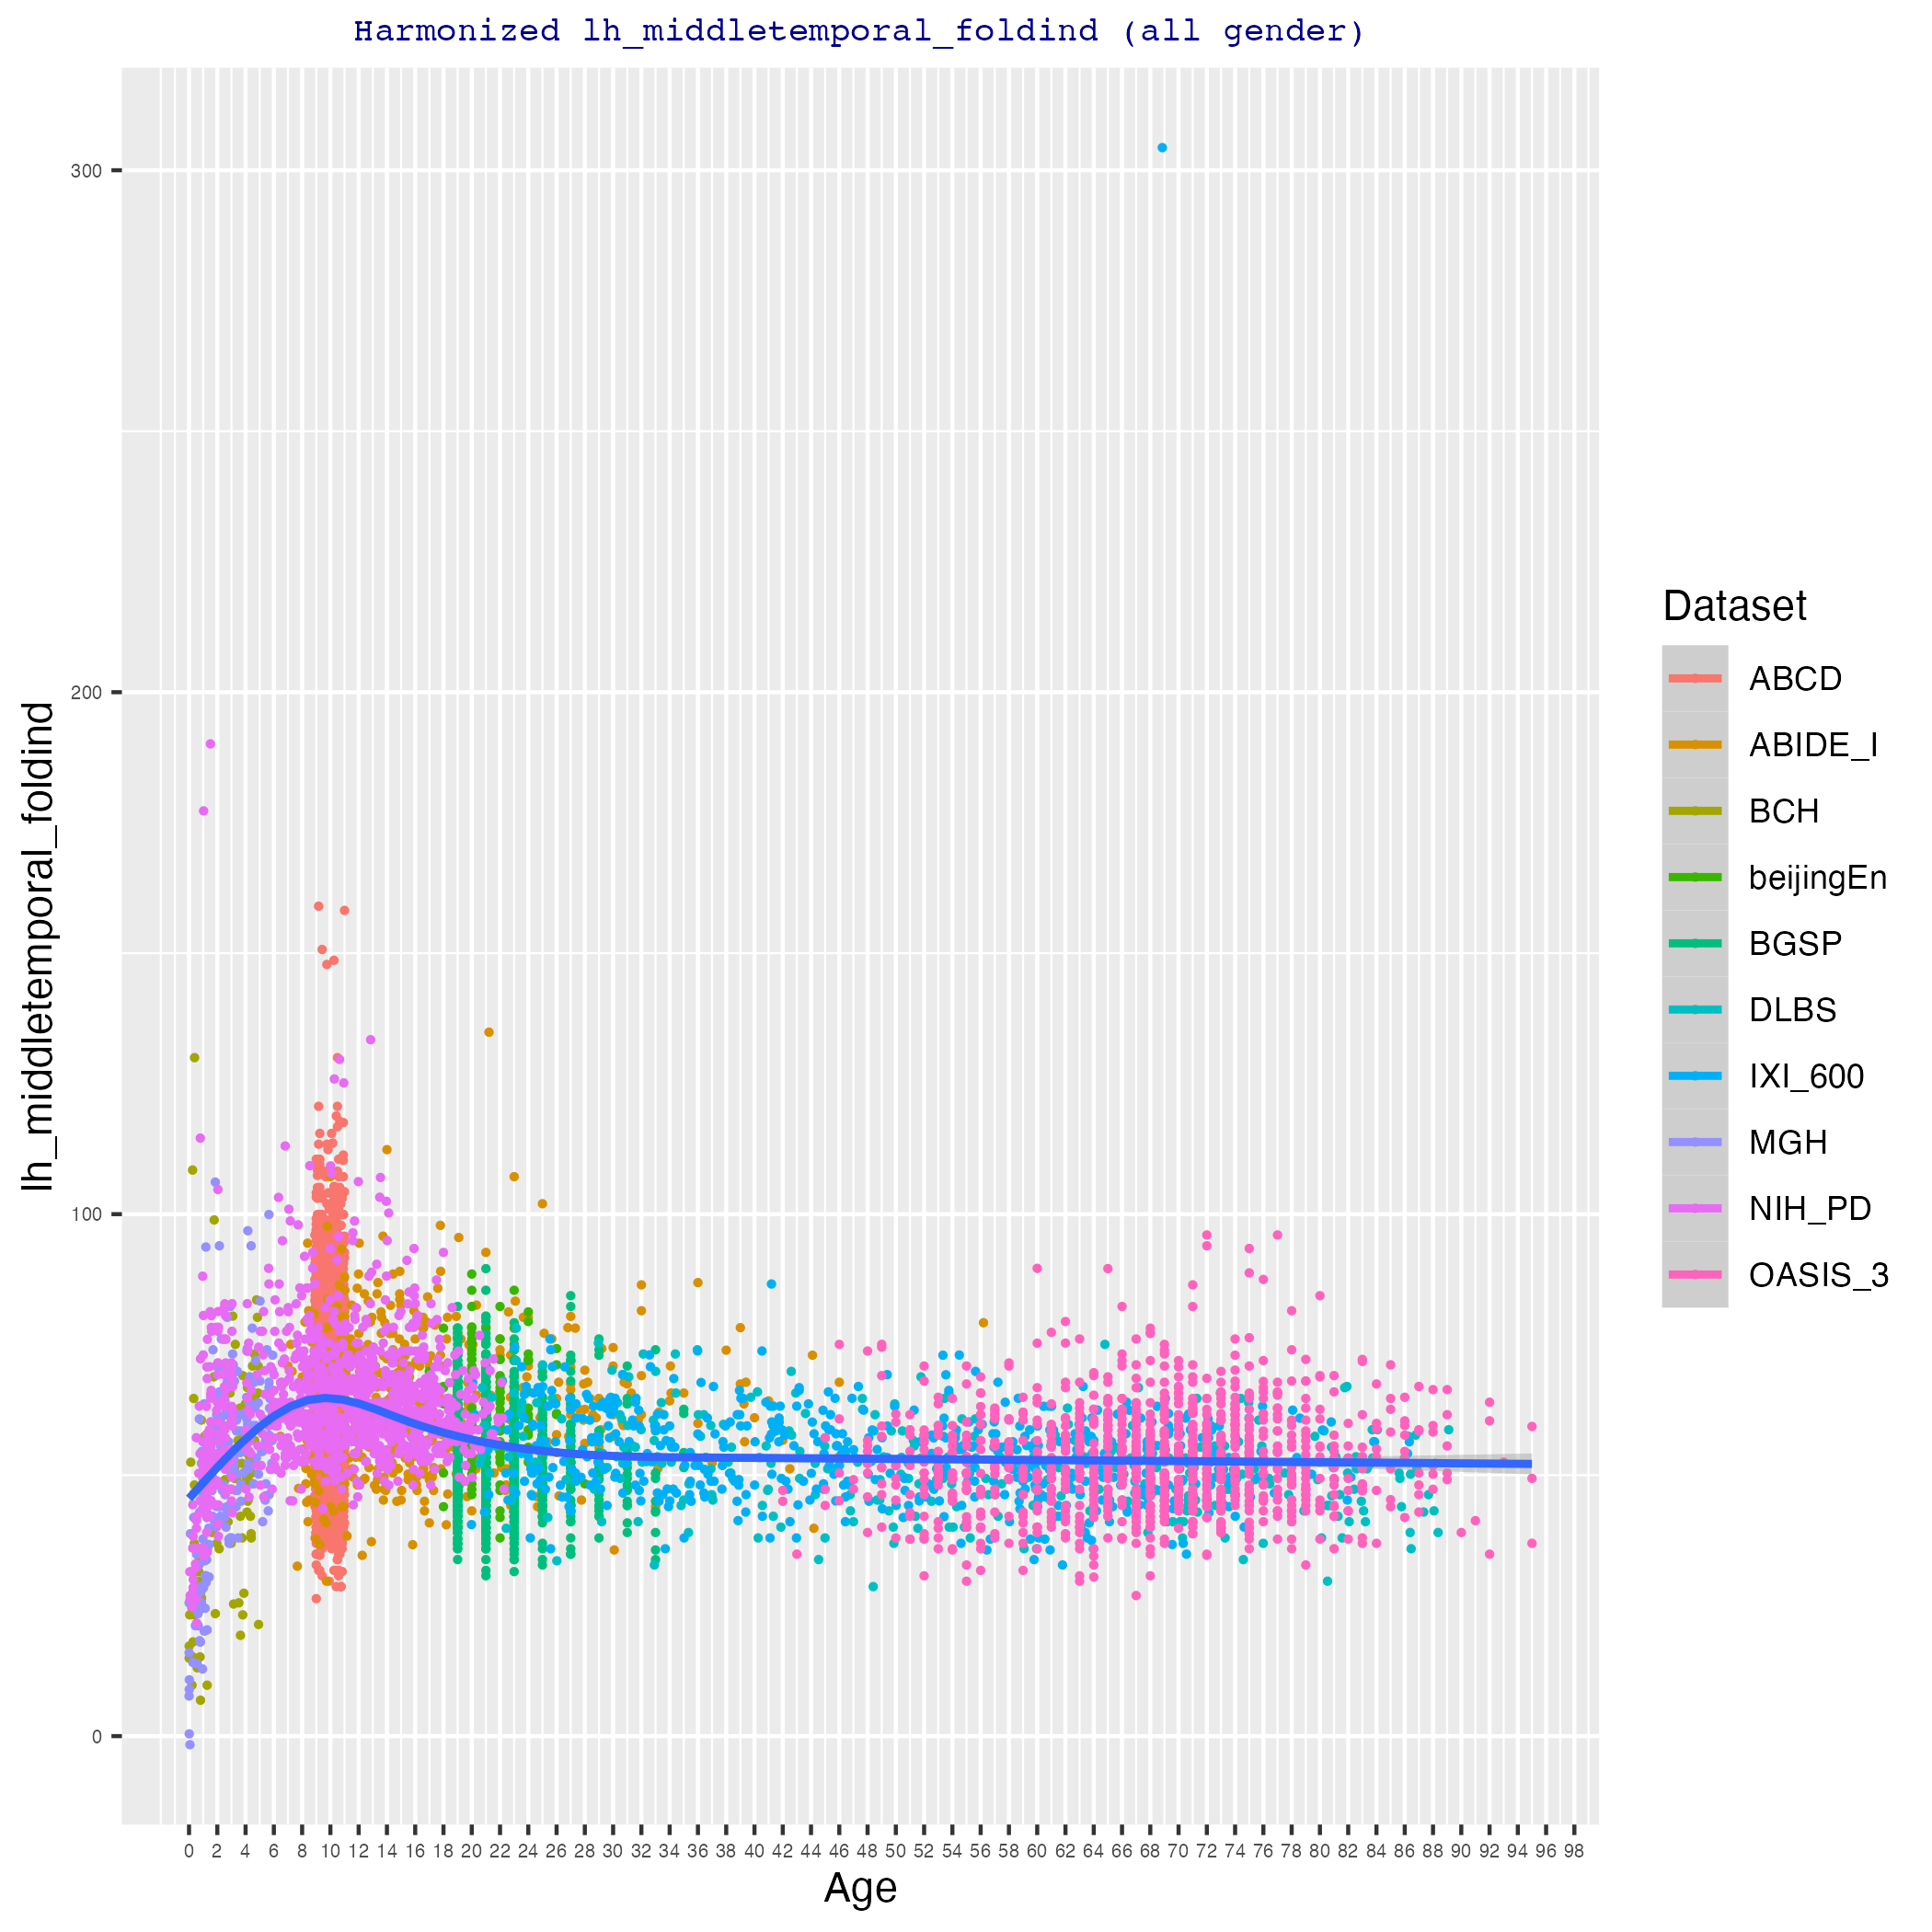 Harmonized lh_middletemporal_foldind (all gender)
lh_middletemporal_foldind
300
200
100
0
0 2 4 6 8 10 12 14 16 18 20 22 24 26 28 30 32 34 36 38 40 42 44 46 48 50 52 54 56 58 60 62 64 66 68 70 72 74 76 78 80 82 84 86 88 90 92 94 96 98
Age
Dataset
ABCD
ABIDE_I
BCH
beijingEn
BGSP
DLBS
IXI_600
MGH
NIH_PD
OASIS_3